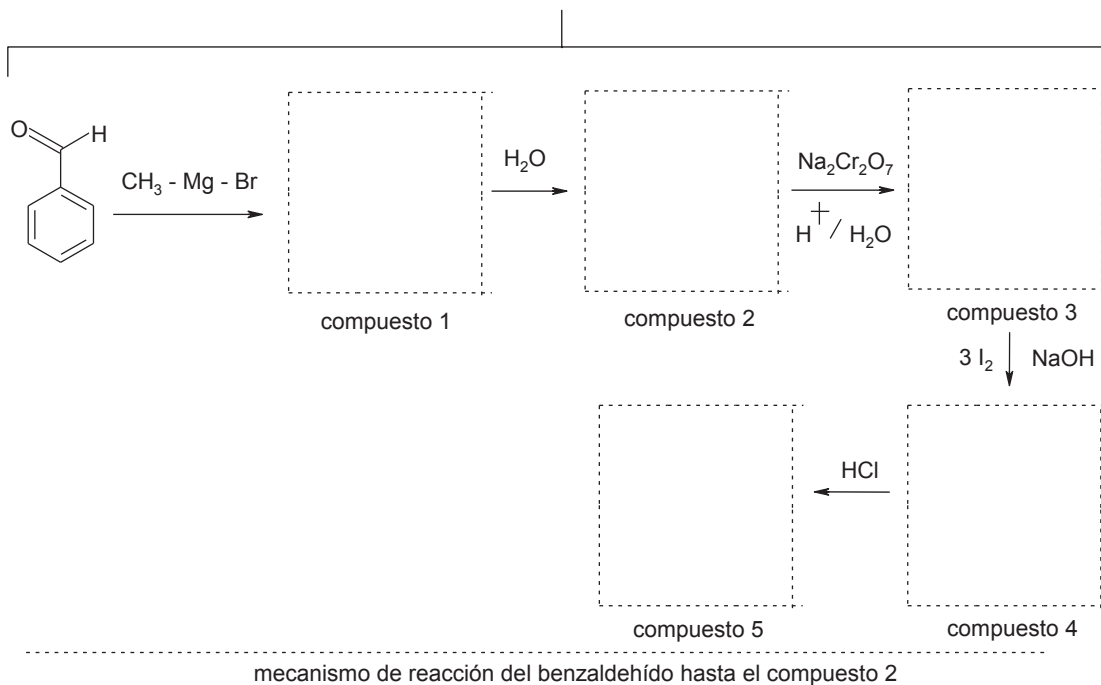 O
H
CH3 - Mg - Br
compuesto 1
H2O
compuesto 2
Na2Cr2O7
H+ / H2O
compuesto 3
3 I2 NaOH
compuesto 4
HCl
compuesto 5
mecanismo de reacción del benzaldehído hasta el compuesto 2